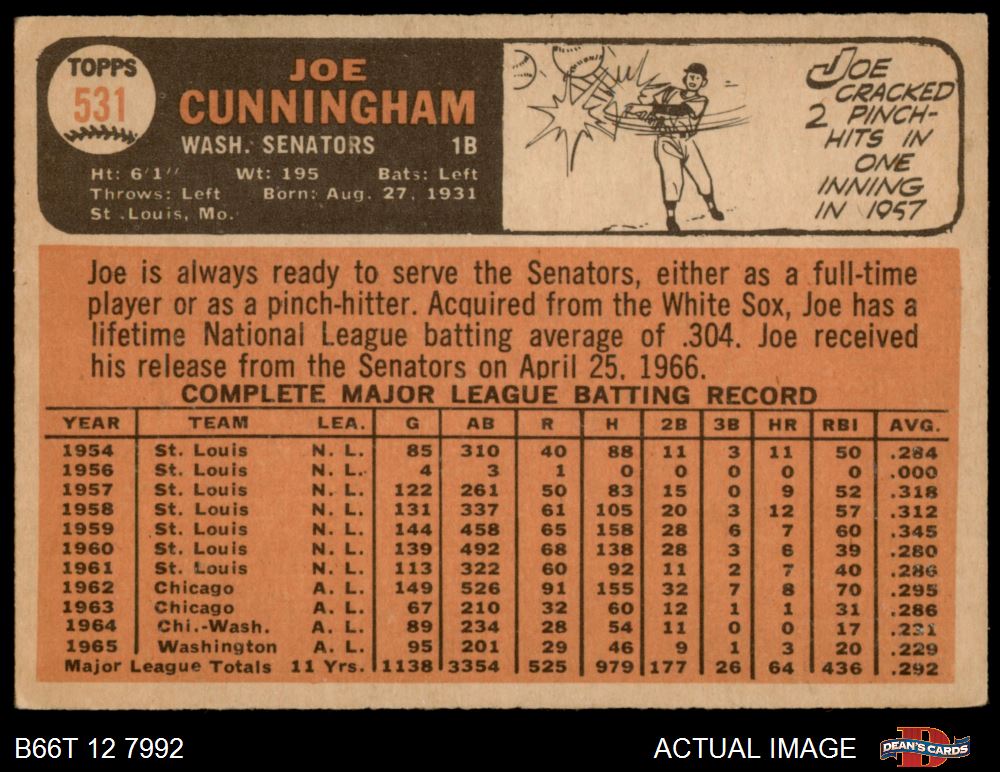 TOPPS
531
JOE
CUNNINGHAM
WASH. SENATORS 1B
Ht: 6'1" Wt: 195 Bats: Left
Throws: Left Born: Aug. 27, 1931
St. Louis, Mo.
JOE
CRACKED
2 PINCH-
HITS IN
ONE
INNING
IN 1957
Joe is always ready to serve the Senators, either as a full-time
player or as a pinch-hitter. Acquired from the White Sox, Joe has a
lifetime National League batting average of .304. Joe received
his release from the Senators on April 25, 1966.
COMPLETE MAJOR LEAGUE BATTING RECORD
YEAR TEAM LEA. G AB R H 2B 3B HR RBI AVG.
1954 St. Louis N. L. 85 310 40 88 11 3 11 50 .284
1956 St. Louis N. L. 4 3 1 0 0 0 0 0 .000
1957 St. Louis N. L. 122 261 50 83 15 0 9 52 .318
1958 St. Louis N. L. 131 337 61 105 20 3 12 57 .312
1959 St. Louis N. L. 144 458 65 158 28 6 7 60 .345
1960 St. Louis N. L. 139 492 68 138 28 3 6 39 .280
1961 St. Louis N. L. 113 322 60 92 11 2 7 40 .286
1962 Chicago A. L. 149 526 91 155 32 7 8 70 .295
1963 Chicago A. L. 67 210 32 60 12 1 1 31 .286
1964 Chi.-Wash. A. L. 89 234 28 54 11 0 0 17 .231
1965 Washington A. L. 95 201 29 46 9 1 3 20 .229
Major League Totals 11 Yrs. 1138 3354 525 979 177 26 64 436 .292
B66T 12 7992
ACTUAL IMAGE
D
DEAN'S CARDS